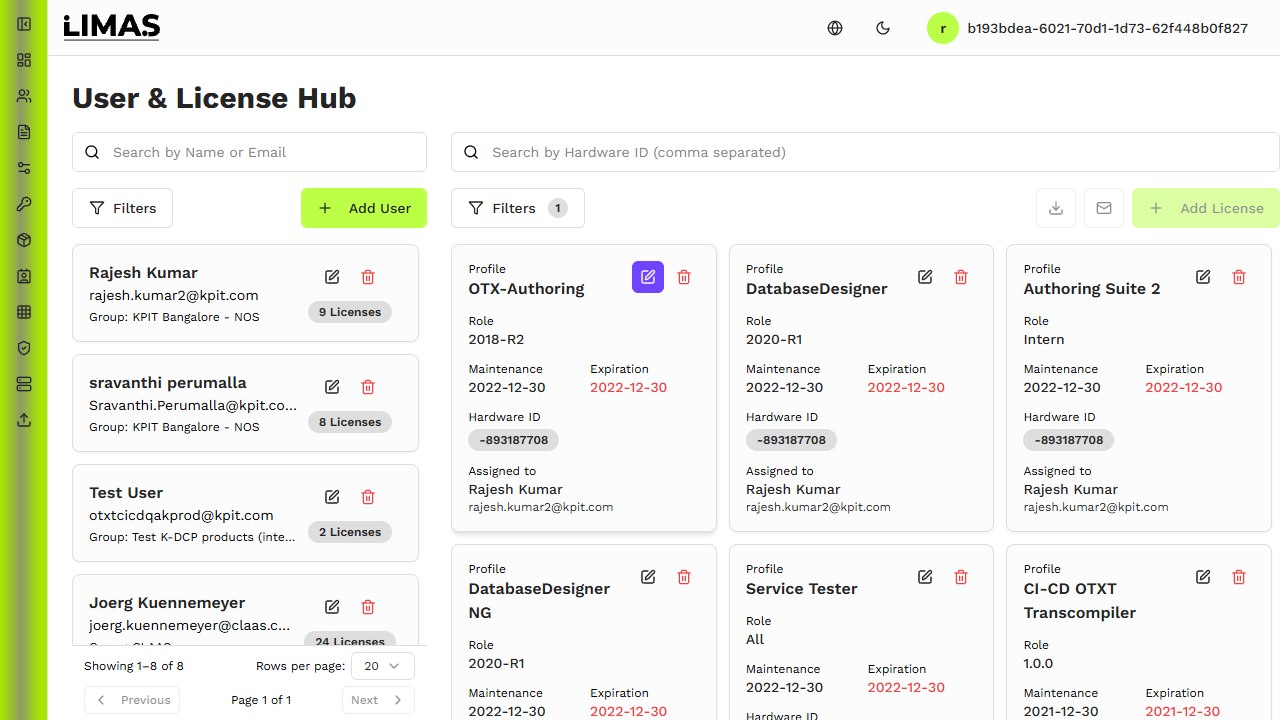 LIMAS
r
b193bdea-6021-70d1-1d73-62f448b0f827
User & License Hub
Search by Name or Email
Search by Hardware ID (comma separated)
Filters
Add User
Filters 1
Add License
Rajesh Kumar
rajesh.kumar2@kpit.com
Group: KPIT Bangalore - NOS
9 Licenses
sravanthi perumalla
Sravanthi.Perumalla@kpit.co...
Group: KPIT Bangalore - NOS
8 Licenses
Test User
otxtcicdqakprod@kpit.com
Group: Test K-DCP products (inte...
2 Licenses
Joerg Kuennemeyer
joerg.kuennemeyer@claas.c...
24 Licenses
Showing 1–8 of 8
Rows per page: 20
Previous
Page 1 of 1
Next
Profile
OTX-Authoring
Role
2018-R2
Maintenance Expiration
2022-12-30 2022-12-30
Hardware ID
-893187708
Assigned to
Rajesh Kumar
rajesh.kumar2@kpit.com
Profile
DatabaseDesigner
Role
2020-R1
Maintenance Expiration
2022-12-30 2022-12-30
Hardware ID
-893187708
Assigned to
Rajesh Kumar
rajesh.kumar2@kpit.com
Profile
Authoring Suite 2
Role
Intern
Maintenance Expiration
2022-12-30 2022-12-30
Hardware ID
-893187708
Assigned to
Rajesh Kumar
rajesh.kumar2@kpit.com
Profile
DatabaseDesigner
NG
Role
2020-R1
Maintenance Expiration
2022-12-30 2022-12-30
Profile
Service Tester
Role
All
Maintenance Expiration
2022-12-30 2022-12-30
Hardware ID
Profile
CI-CD OTXT
Transcompiler
Role
1.0.0
Maintenance Expiration
2021-12-30 2021-12-30